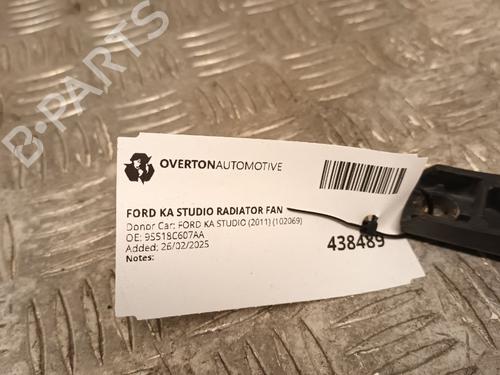 B-PARTS
OVERTONAUTOMOTIVE
FORD KA STUDIO RADIATOR FAN
Donor Car: FORD KA STUDIO (2011) (102069)
OE: 9S518C607AA
Added: 26/02/2025
Notes:
438489